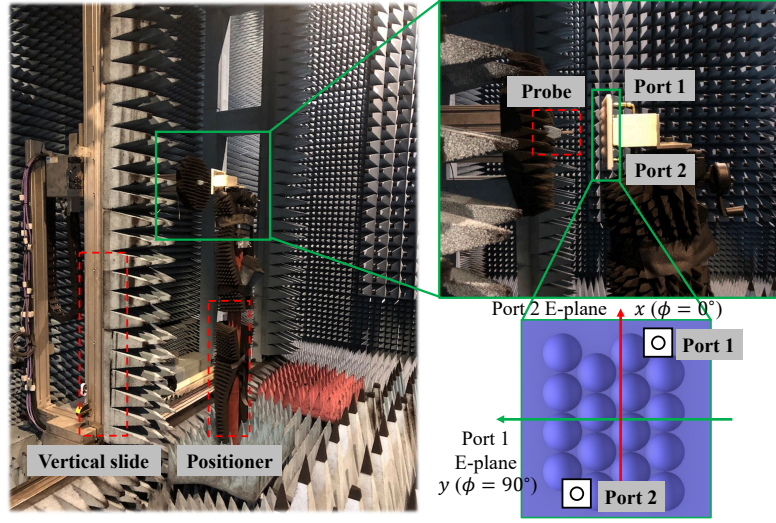 Probe
Port 1
Port 2
Vertical slide
Positioner
Port 2 E-plane
x (ϕ = 0°)
Port 1
Port 1
E-plane
y (ϕ = 90°)
Port 2